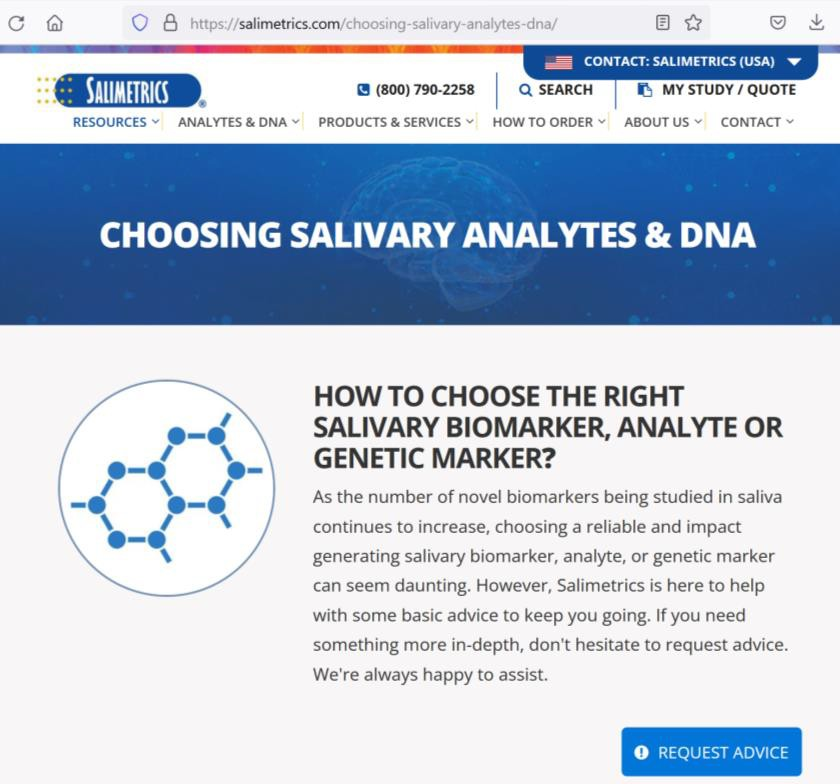 https://salimetrics.com/choosing-salivary-analytes-dna/
CONTACT: SALIMETRICS (USA)
SALIMETRICS®
(800) 790-2258
SEARCH
MY STUDY / QUOTE
RESOURCES
ANALYTES & DNA
PRODUCTS & SERVICES
HOW TO ORDER
ABOUT US
CONTACT
CHOOSING SALIVARY ANALYTES & DNA
HOW TO CHOOSE THE RIGHT
SALIVARY BIOMARKER, ANALYTE OR
GENETIC MARKER?
As the number of novel biomarkers being studied in saliva
continues to increase, choosing a reliable and impact
generating salivary biomarker, analyte, or genetic marker
can seem daunting. However, Salimetrics is here to help
with some basic advice to keep you going. If you need
something more in-depth, don't hesitate to request advice.
We're always happy to assist.
REQUEST ADVICE